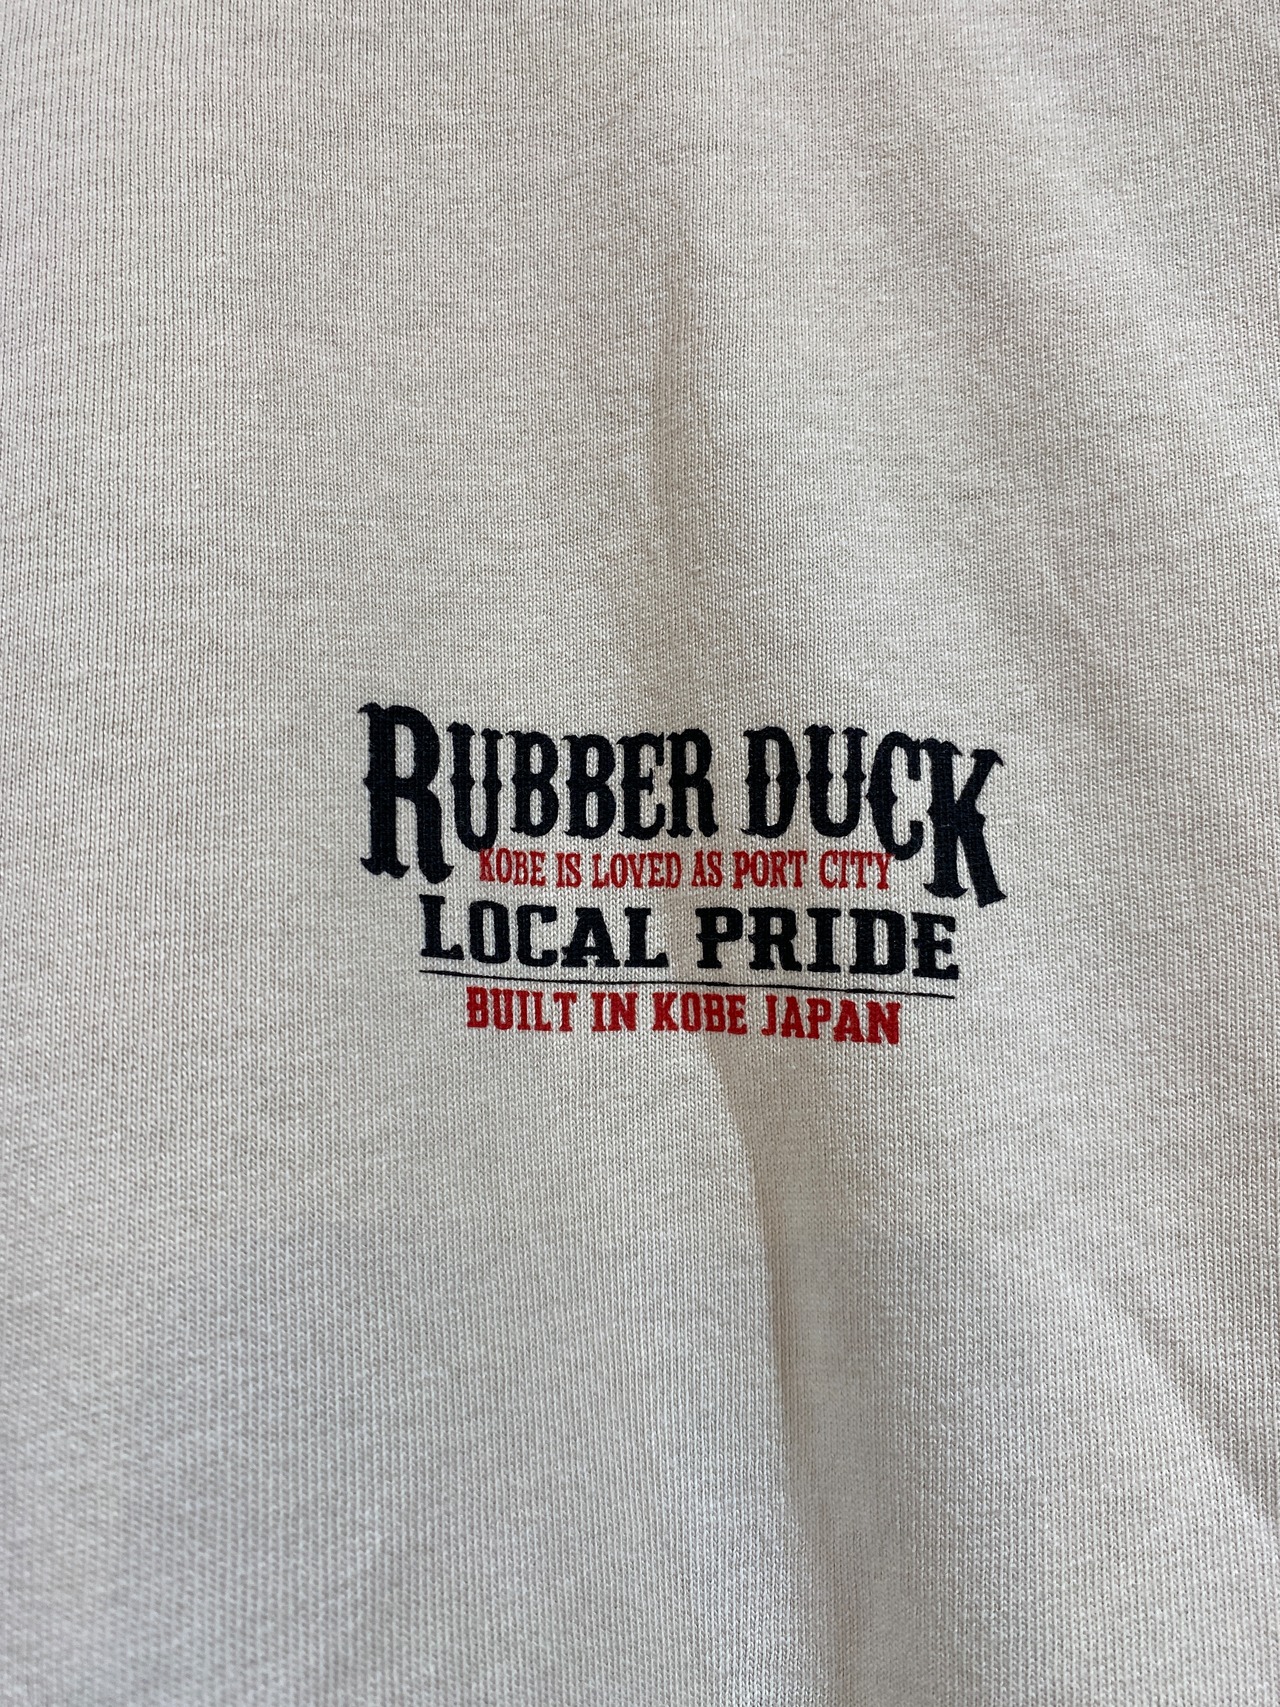 RUBBER DUCK
KOBE IS LOVED AS PORT CITY
LOCAL PRIDE
BUILT IN KOBE JAPAN